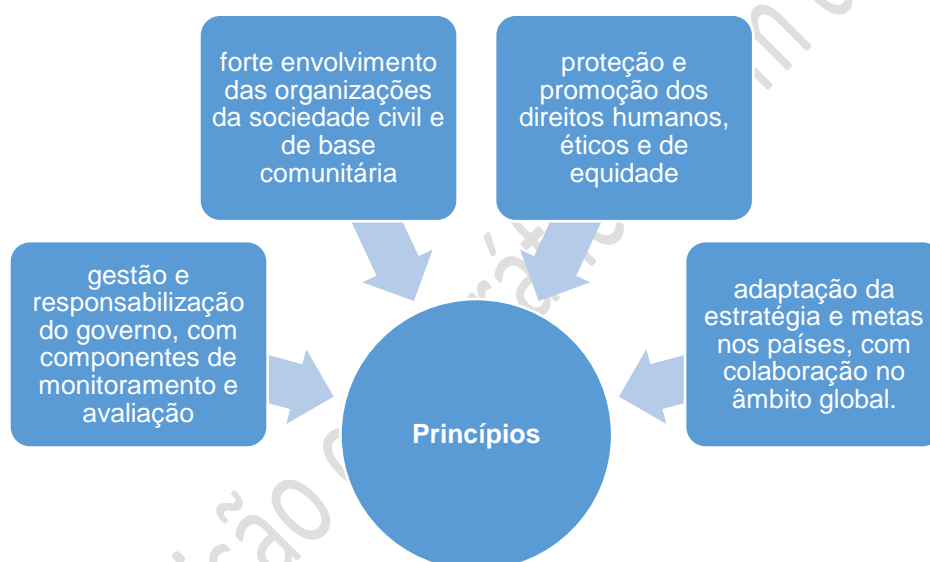 forte envolvimento
das organizações
da sociedade civil e
de base
comunitária
proteção e
promoção dos
direitos humanos,
éticos e de
equidade
gestão e
responsabilização
do governo, com
componentes de
monitoramento e
avaliação
adaptação da
estratégia e metas
nos países, com
colaboração no
âmbito global.
Princípios